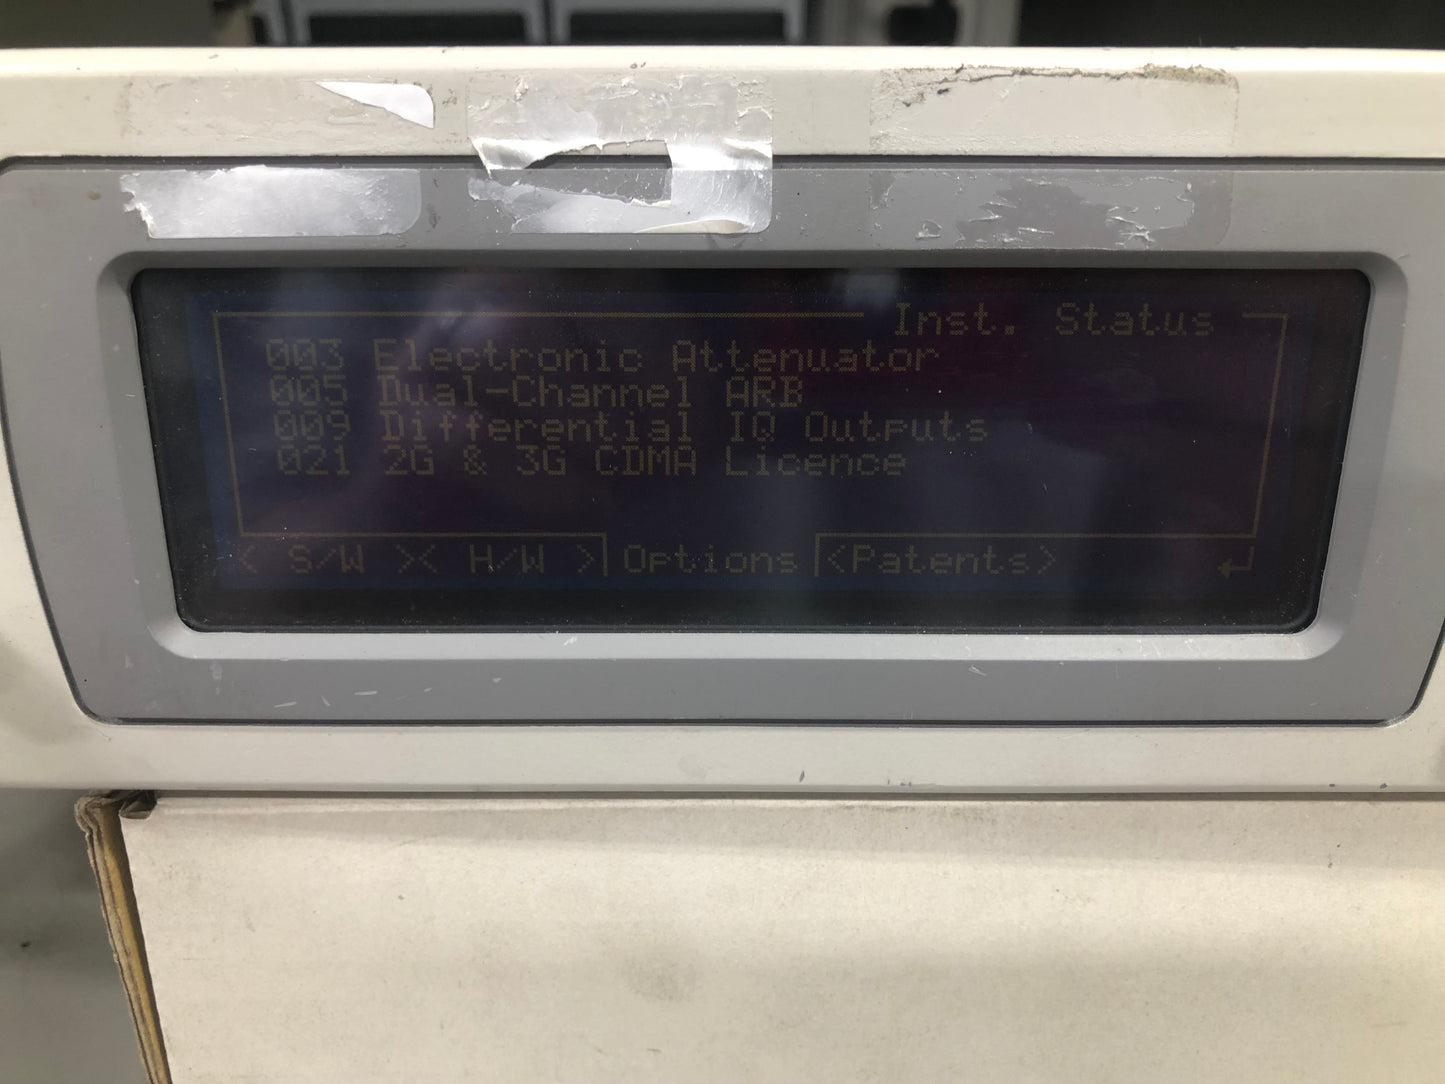 Inst. Status
003 Electronic Attenuator
005 Dual-Channel ARB
009 Differential IQ Outputs
021 2G & 3G CDMA Licence
< S/W >< H/W > Options <Patents>